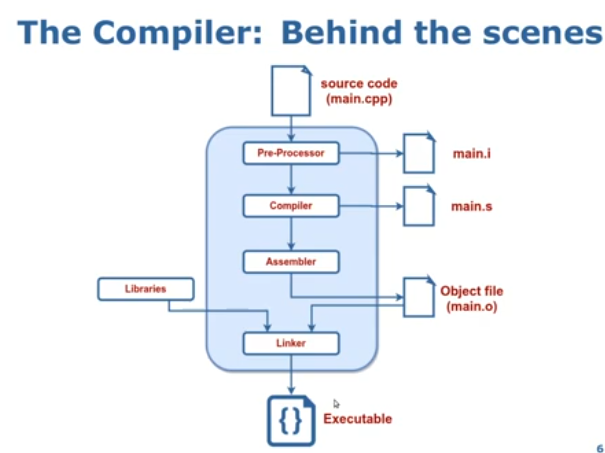 The Compiler: Behind the scenes
source code
(main.cpp)
Pre-Processor
main.i
Compiler
main.s
Assembler
Libraries
Object file
(main.o)
Linker
{}
Executable
6